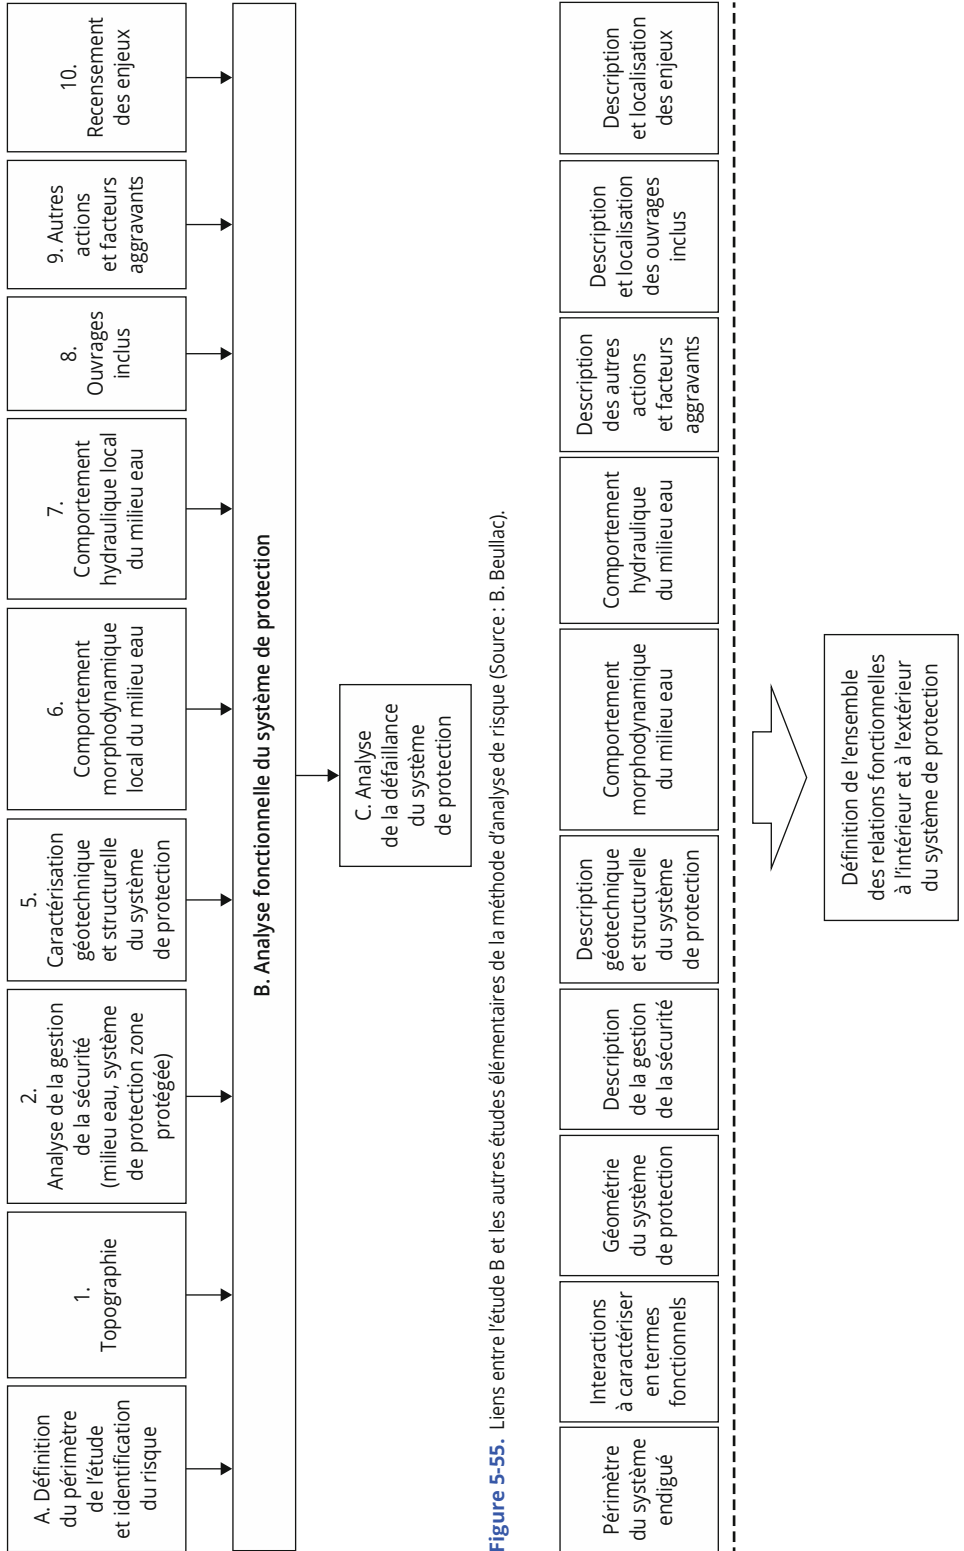 A. Définition
du périmètre
de l'étude
et identification
du risque
1.
Topographie
2.
Analyse de la gestion
de la sécurité
(milieu eau, système
de protection zone
protégée)
5.
Caractérisation
géotechnique
et structurelle
du système
de protection
6.
Comportement
morphodynamique
local du milieu eau
7.
Comportement
hydraulique local
du milieu eau
8.
Ouvrages
inclus
9. Autres
actions
et facteurs
aggravants
10.
Recensement
des enjeux
B. Analyse fonctionnelle du système de protection
C. Analyse
de la défaillance
du système
de protection
Figure 5-55. Liens entre l'étude B et les autres études élémentaires de la méthode d'analyse de risque (Source : B. Beullac).
Périmètre
du système
endigué
Interactions
à caractériser
en termes
fonctionnels
Géométrie
du système
de protection
Description
de la gestion
de la sécurité
Description
géotechnique
et structurelle
du système
de protection
Comportement
morphodynamique
du milieu eau
Comportement
hydraulique
du milieu eau
Description
des autres
actions
et facteurs
aggravants
Description
et localisation
des ouvrages
inclus
Description
et localisation
des enjeux
Définition de l'ensemble
des relations fonctionnelles
à l'intérieur et à l'extérieur
du système de protection